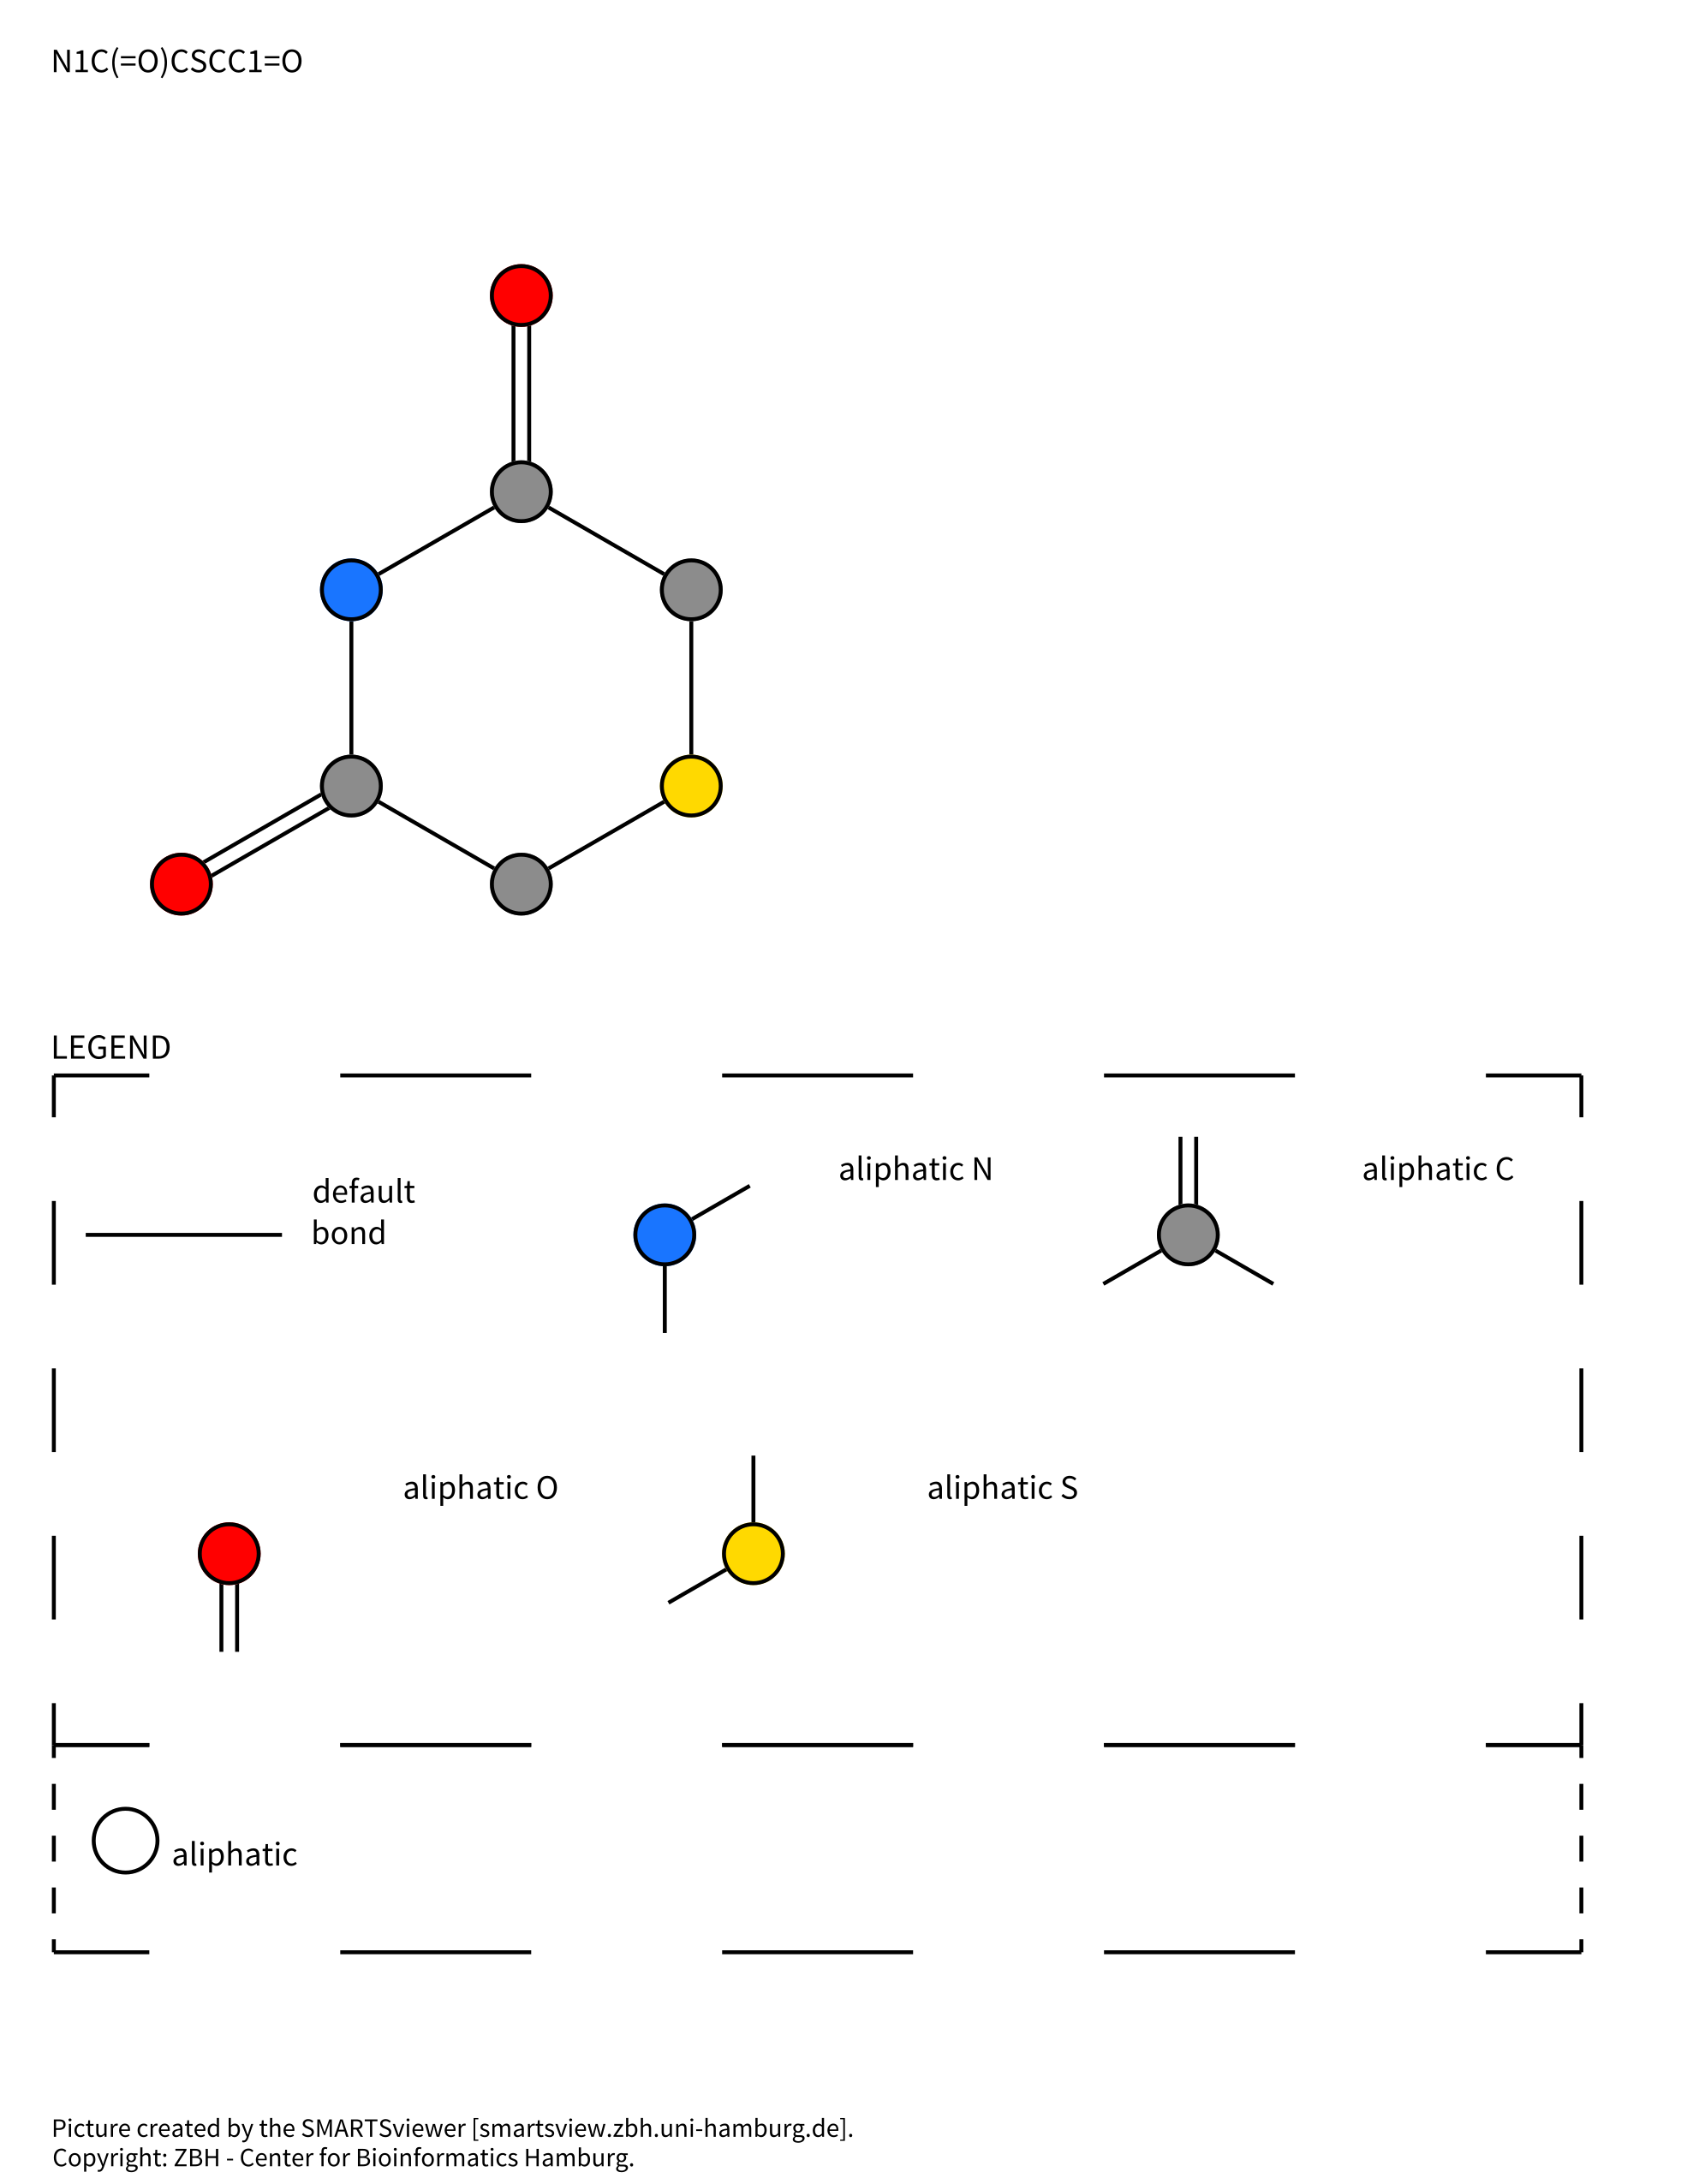 N1C(=O)CSCC1=O
LEGEND
default
bond
aliphatic N
aliphatic C
aliphatic O
aliphatic S
aliphatic
Picture created by the SMARTSviewer [smartsview.zbh.uni-hamburg.de].
Copyright: ZBH - Center for Bioinformatics Hamburg.